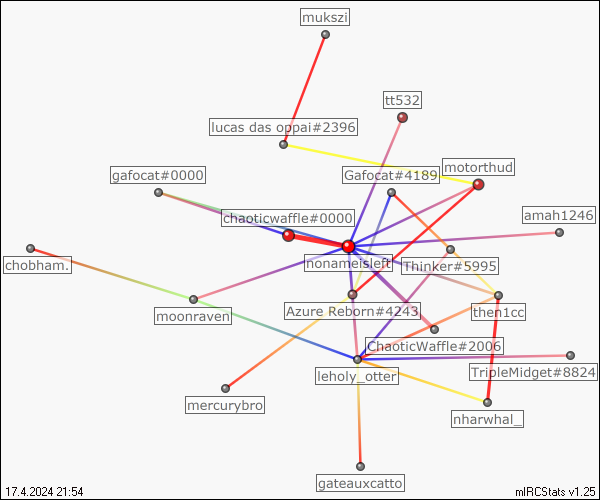 mukszi
tt532
lucas das oppai#2396
gafocat#0000
Gafocat#4189
motorthud
chaoticwaffle#0000
amah1246
chobham.
nonameisleft
Thinker#5995
moonraven
Azure Reborn#4243
then1cc
ChaoticWaffle#2006
leholy_otter
TripleMidget#8824
mercurybro
nharwhal_
gateauxcatto
17.4.2024 21:54
mIRCStats v1.25